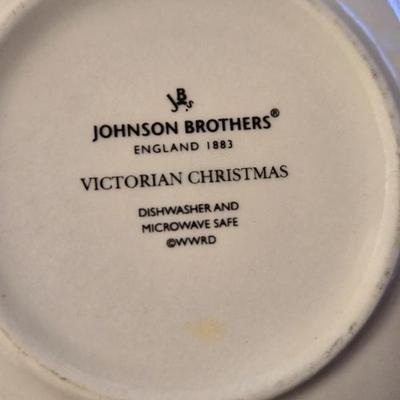 JB.s
JOHNSON BROTHERS®
ENGLAND 1883
VICTORIAN CHRISTMAS
DISHWASHER AND
MICROWAVE SAFE
©WWRD